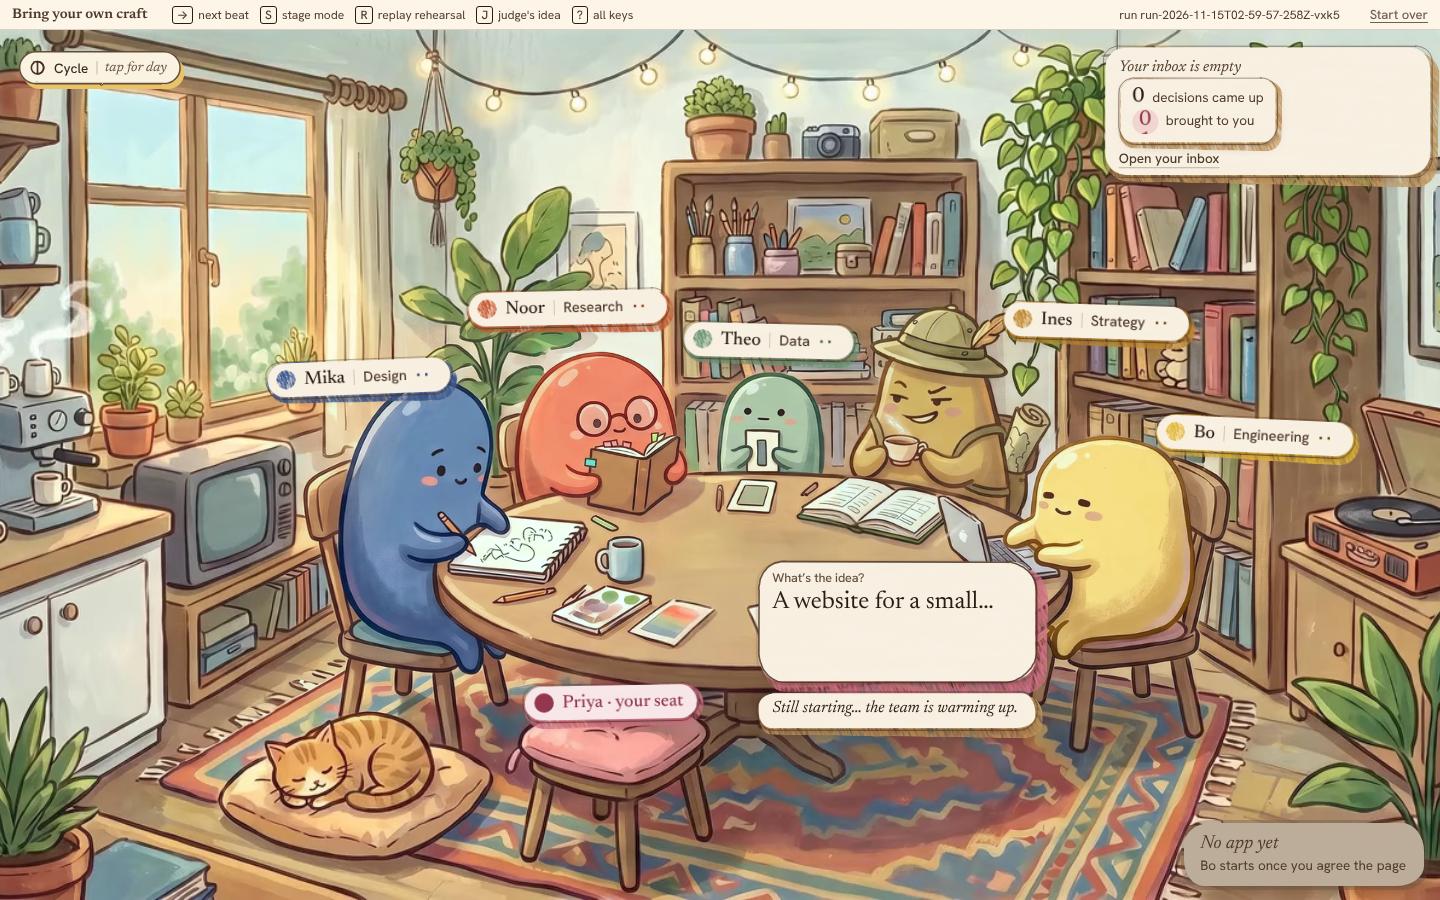 Bring your own craft → next beat S stage mode R replay rehearsal J judge's idea ? all keys run run-2026-11-15T02-59-57-258Z-vxk5 Start over
Cycle tap for day
Your inbox is empty
0 decisions came up
0 brought to you
Open your inbox
Noor Research
Ines Strategy
Theo Data
Mika Design
Bo Engineering
What's the idea?
A website for a small...
Priya · your seat
Still starting... the team is warming up.
No app yet
Bo starts once you agree the page